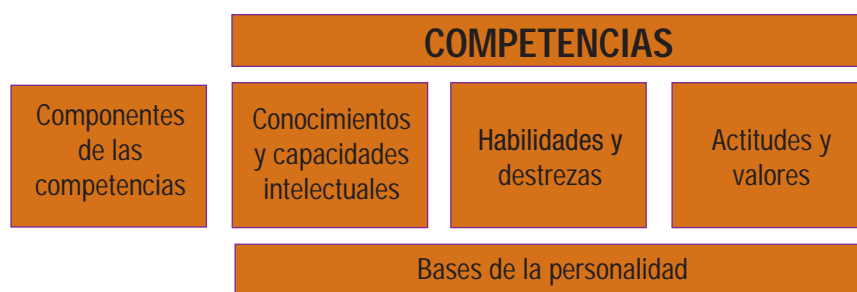 COMPETENCIAS
Componentes
de las
competencias
Conocimientos
y capacidades
intelectuales
Habilidades y
destrezas
Actitudes y
valores
Bases de la personalidad